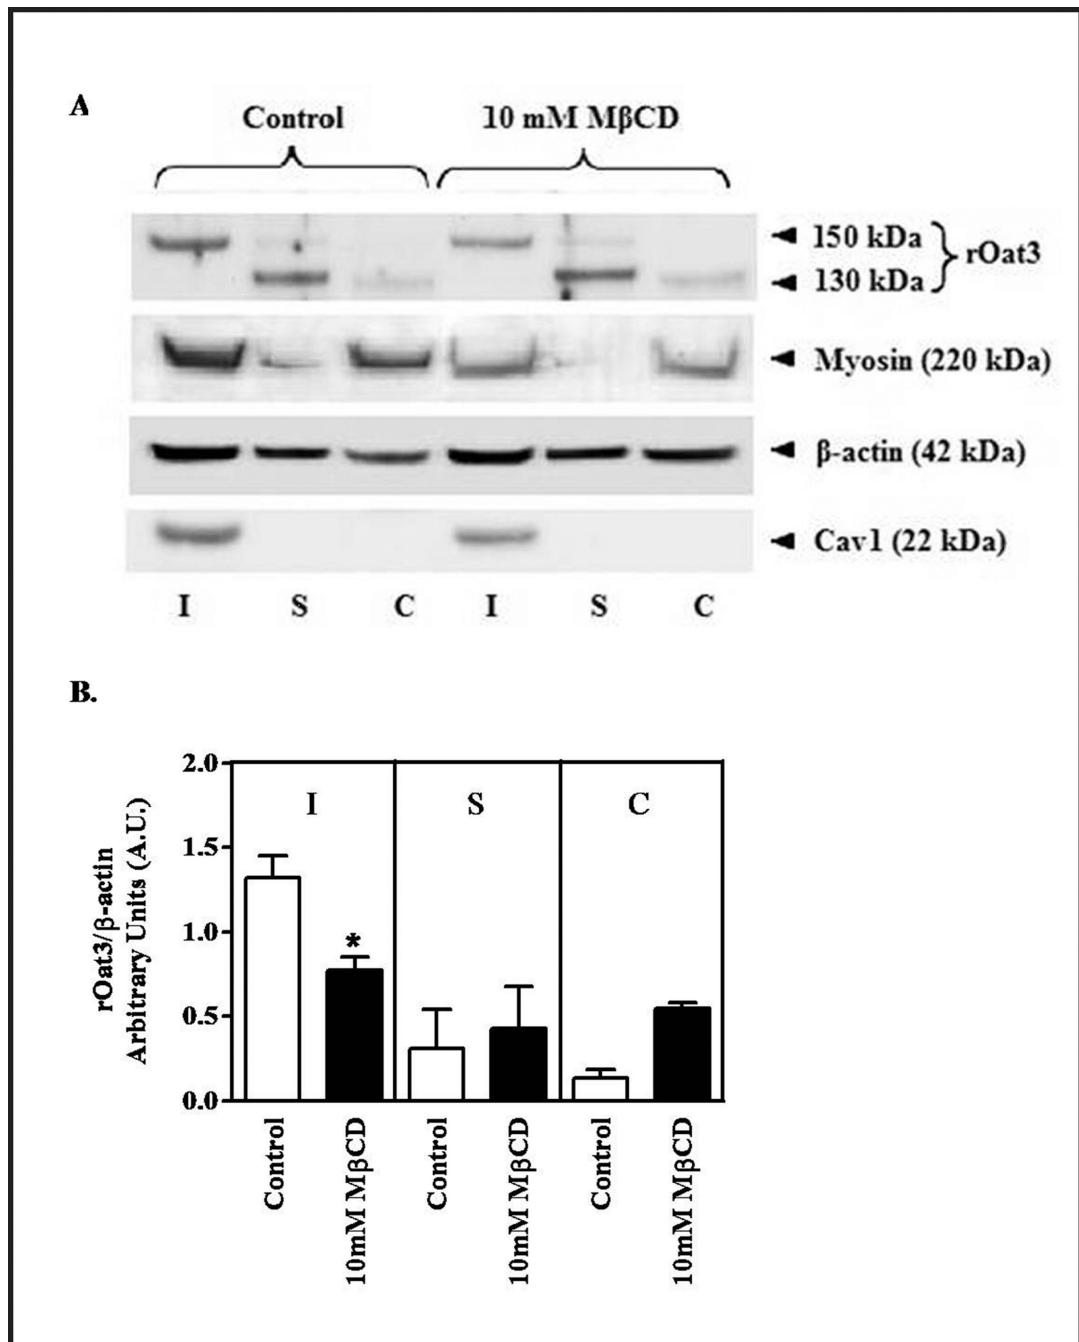 A
Control 10 mM MβCD
150 kDa
rOat3
130 kDa
Myosin (220 kDa)
β-actin (42 kDa)
Cav1 (22 kDa)
I S C I S C
B.
rOat3/β-actin
Arbitrary Units (A.U.)
2.0
1.5
1.0
0.5
0.0
I S C
*
Control
10mM MβCD
Control
10mM MβCD
Control
10mM MβCD